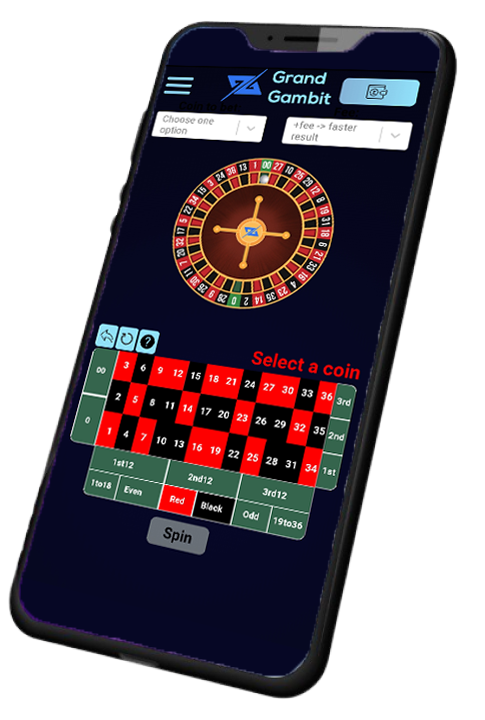 Grand
Gambit
Coin to bet:
Choose one
option
+fee -> faster
result
Select a coin
00 3 6 9 12 15 18 21 24 27 30 33 36 3rd
2 5 8 11 14 17 20 23 26 29 32 35 2nd
0 1 4 7 10 13 16 19 22 25 28 31 34 1st
1st12 2nd12 3rd12
1to18 Even Red Black Odd 19to36
Spin